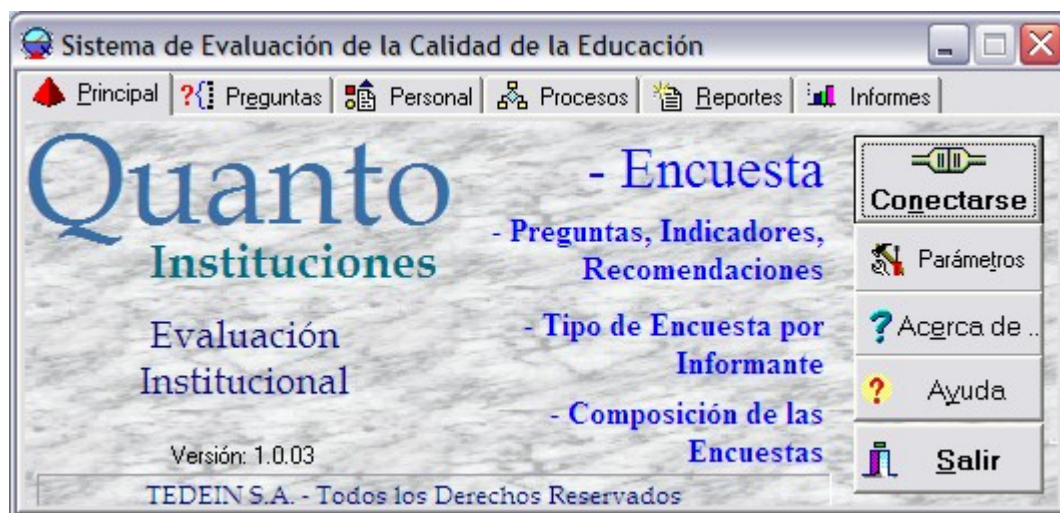 Sistema de Evaluación de la Calidad de la Educación
Principal
Preguntas
Personal
Procesos
Reportes
Informes
Quanto
Instituciones
Evaluación
Institucional
Versión: 1.0.03
- Encuesta
- Preguntas, Indicadores,
Recomendaciones
- Tipo de Encuesta por
Informante
- Composición de las
Encuestas
TEDEIN S.A. - Todos los Derechos Reservados
Conectarse
Parámetros
Acerca de ..
Ayuda
Salir